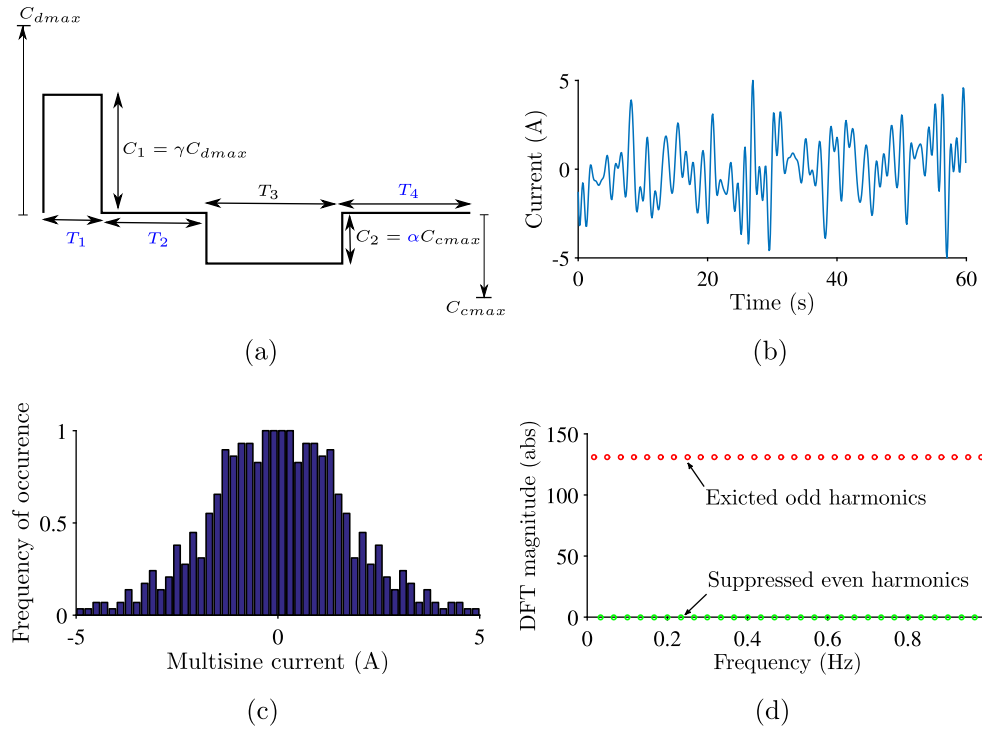 C_dmax
C_1 = γC_dmax
T_1
T_2
T_3
T_4
C_2 = αC_cmax
C_cmax
(a)
Current (A)
5
0
-5
0
20
40
60
Time (s)
(b)
Frequency of occurence
1
0.5
0
-5
0
5
Multisine current (A)
(c)
DFT magnitude (abs)
150
100
50
0
Exicted odd harmonics
Suppressed even harmonics
0
0.2
0.4
0.6
0.8
Frequency (Hz)
(d)